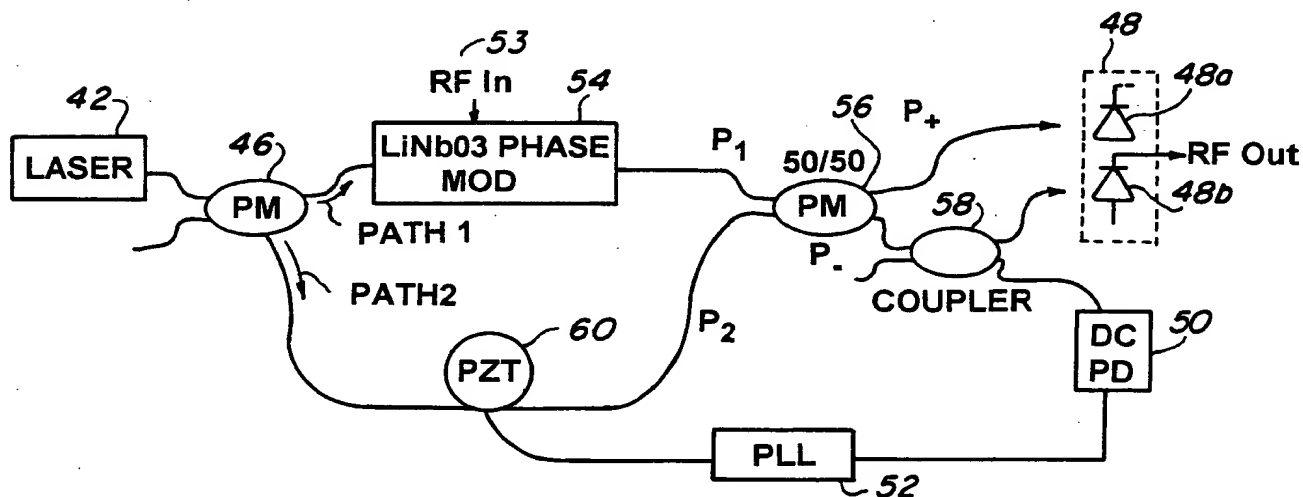 53
RF In
42
LASER
46
PM
54
LiNb03 PHASE
MOD
PATH 1
PATH2
P1
P2
56
50/50
PM
P+
P-
58
COUPLER
48
48a
48b
RF Out
60
PZT
DC
PD
50
PLL
52